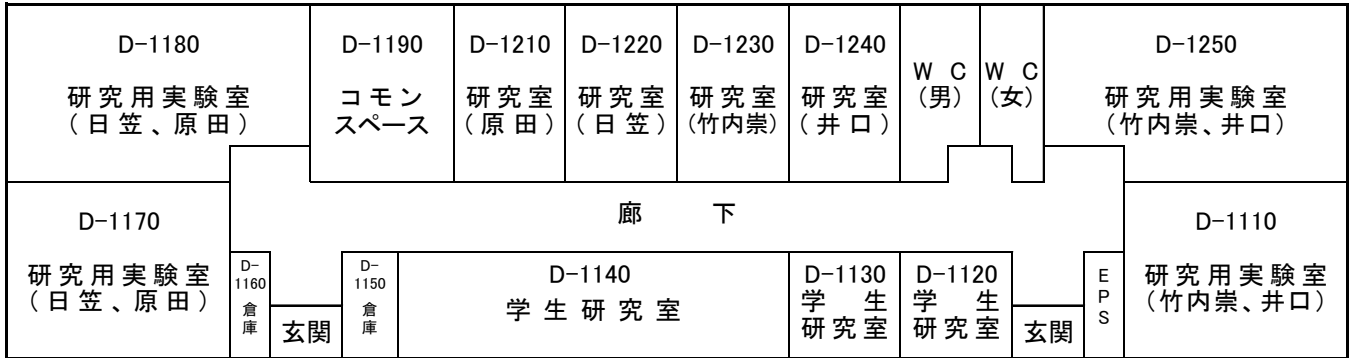 D-1180
研究用実験室
（日笠、原田）
D-1190
コモン
スペース
D-1210
研究室
（原田）
D-1220
研究室
（日笠）
D-1230
研究室
（竹内崇）
D-1240
研究室
（井口）
WC
（男）
WC
（女）
D-1250
研究用実験室
（竹内崇、井口）
廊下
D-1170
研究用実験室
（日笠、原田）
D-
1160
倉
庫
玄関
D-
1150
倉
庫
D-1140
学生研究室
D-1130
学生
研究室
D-1120
学生
研究室
玄関
E
P
S
D-1110
研究用実験室
（竹内崇、井口）